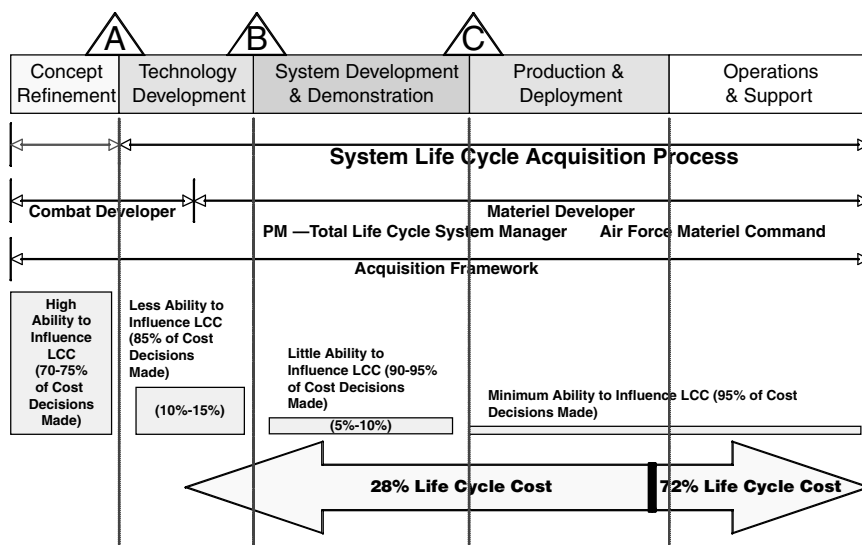 A
B
C
Concept
Refinement
Technology
Development
System Development
& Demonstration
Production &
Deployment
Operations
& Support
System Life Cycle Acquisition Process
Combat Developer
Materiel Developer
PM —Total Life Cycle System Manager
Air Force Materiel Command
Acquisition Framework
High
Ability to
Influence
LCC
(70-75%
of Cost
Decisions
Made)
Less Ability to
Influence LCC
(85% of Cost
Decisions
Made)
(10%-15%)
Little Ability to
Influence LCC (90-95%
of Cost Decisions
Made)
(5%-10%)
Minimum Ability to Influence LCC (95% of Cost
Decisions Made)
28% Life Cycle Cost
72% Life Cycle Cost